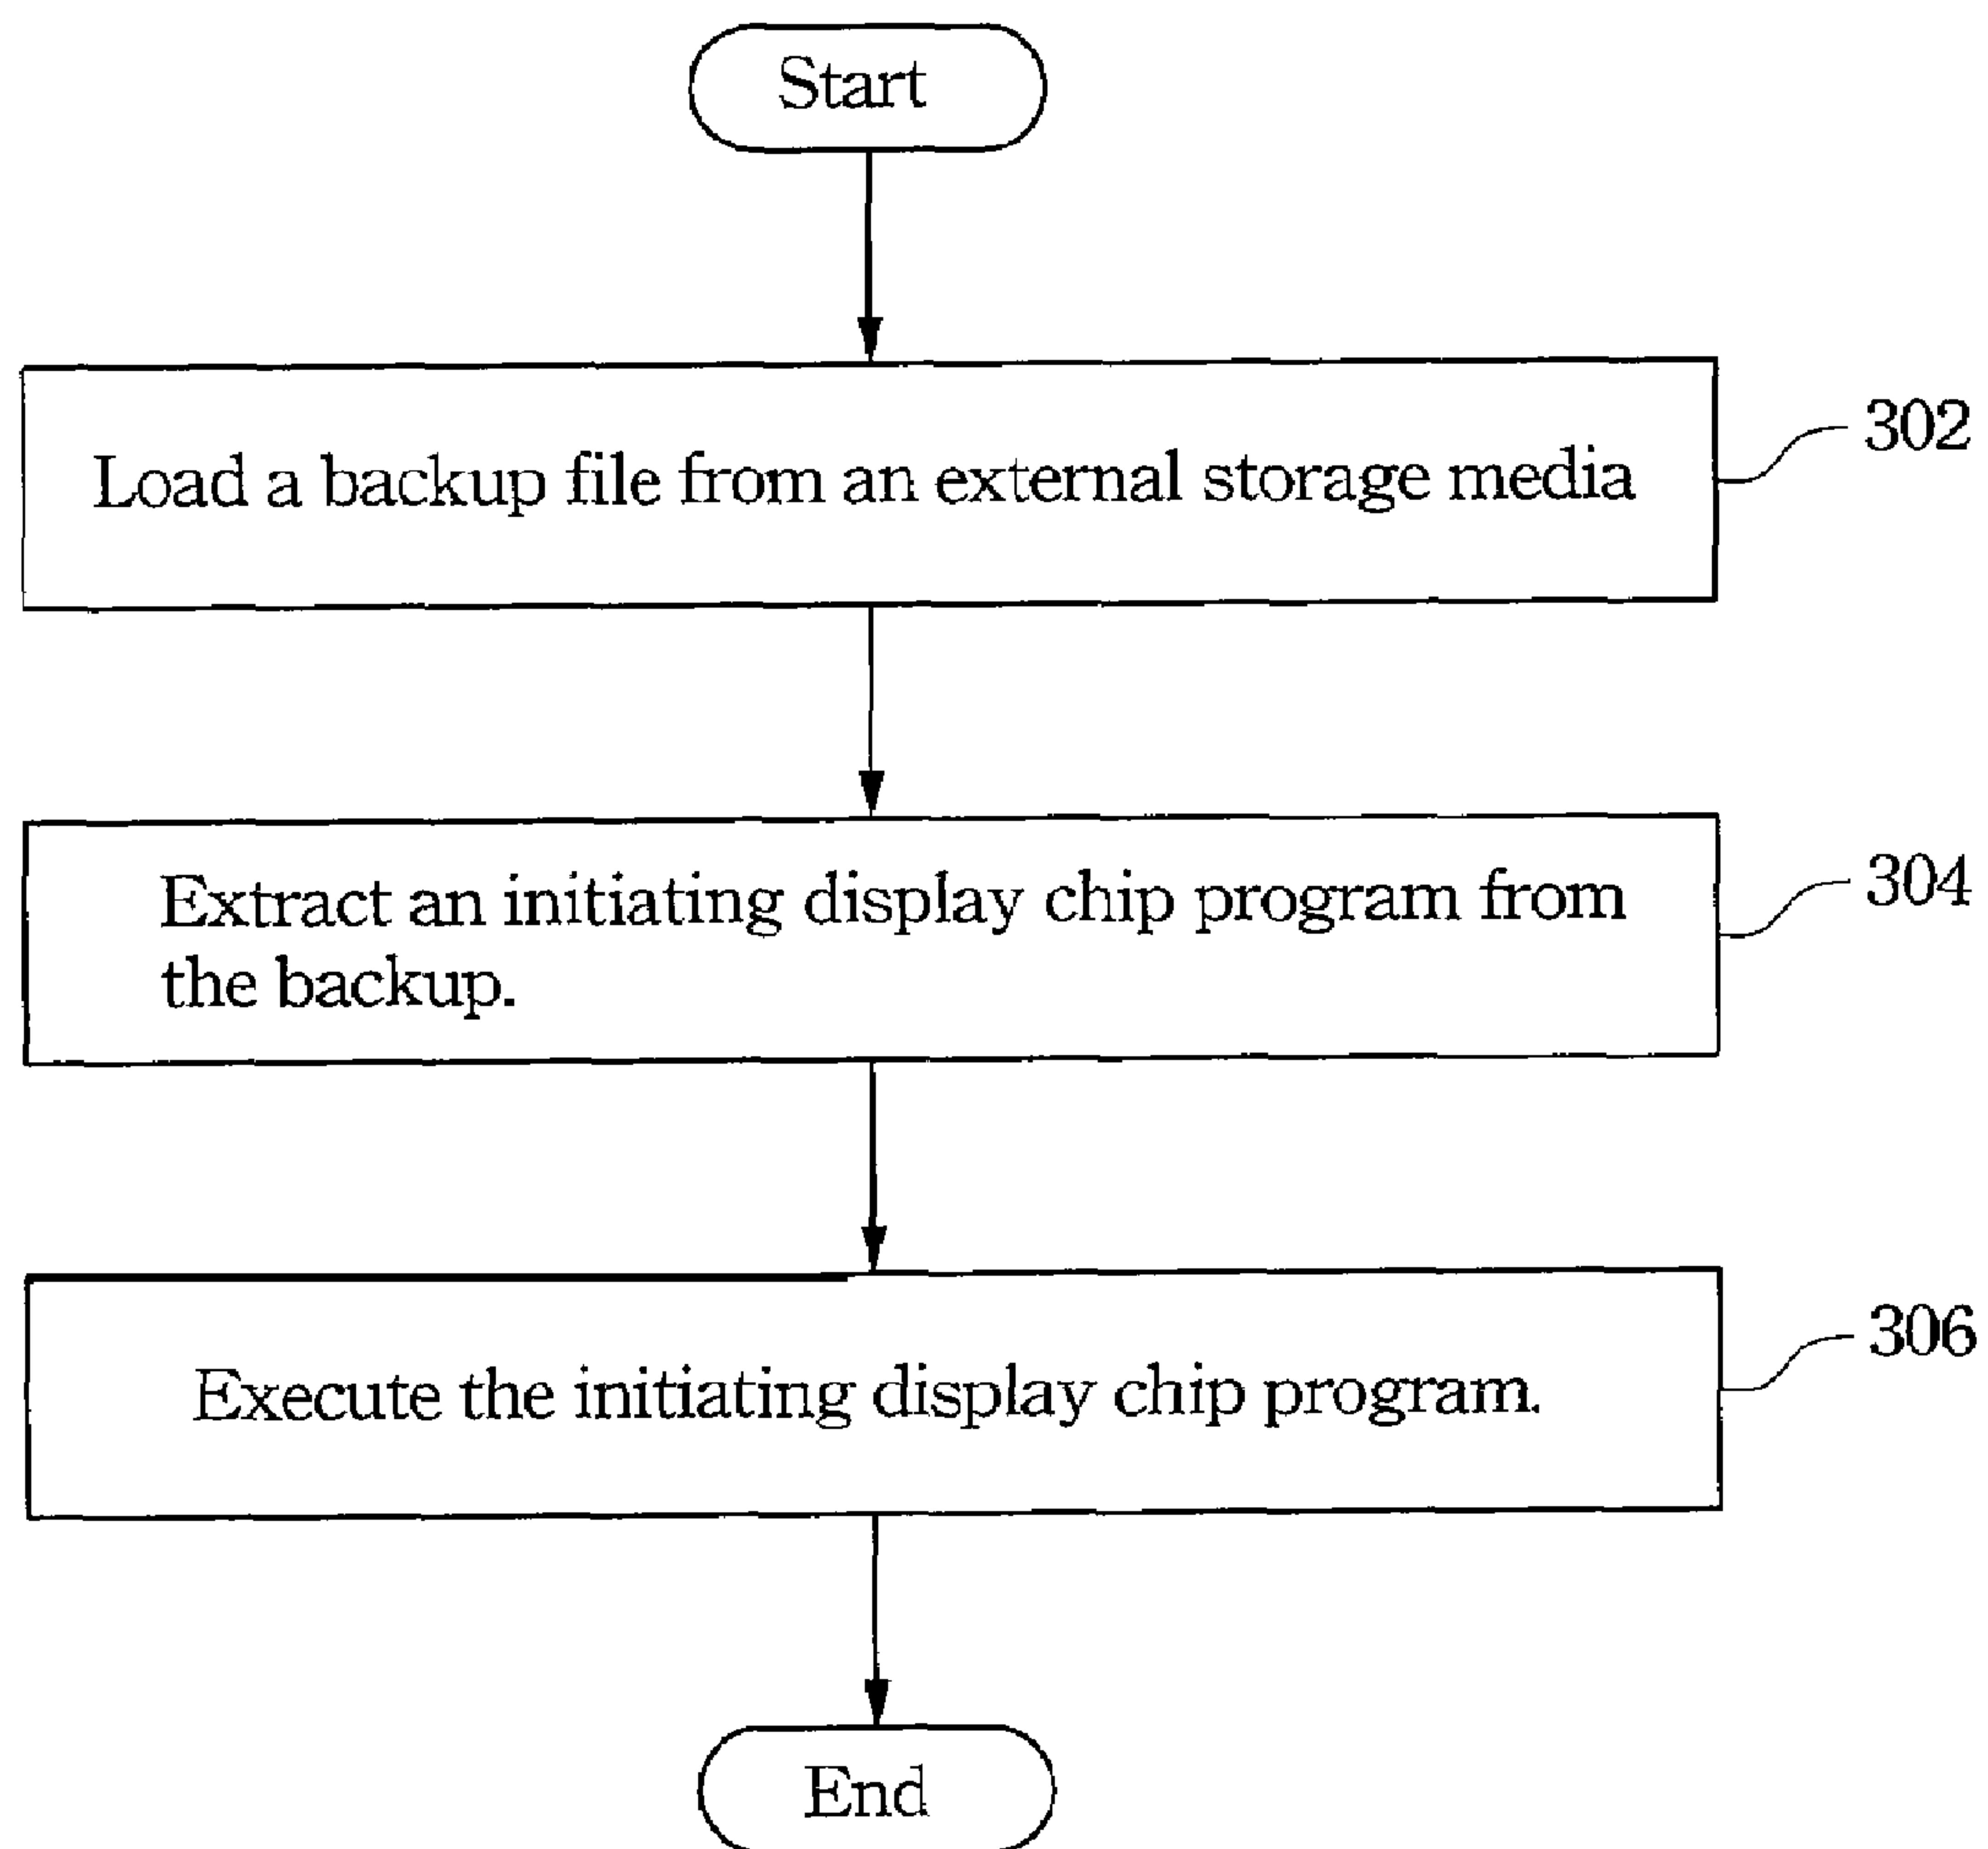 Start
Load a backup file from an external storage media
302
Extract an initiating display chip program from
the backup.
304
Execute the initiating display chip program.
306
End